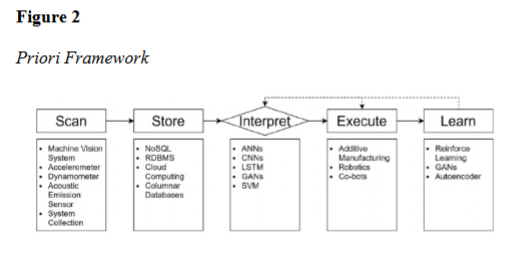 Figure 2
Priori Framework
Scan
Store
Interpret
Execute
Learn
• Machine Vision
System
• Accelerometer
• Dynamometer
• Acoustic
Emission
Sensor
• System
Collection
• NoSQL
• RDBMS
• Cloud
Computing
• Columnar
Databases
• ANNs
• CNNs
• LSTM
• GANs
• SVM
• Additive
Manufacturing
• Robotics
• Co-bots
• Reinforce
Learning
• GANs
• Autoencoder